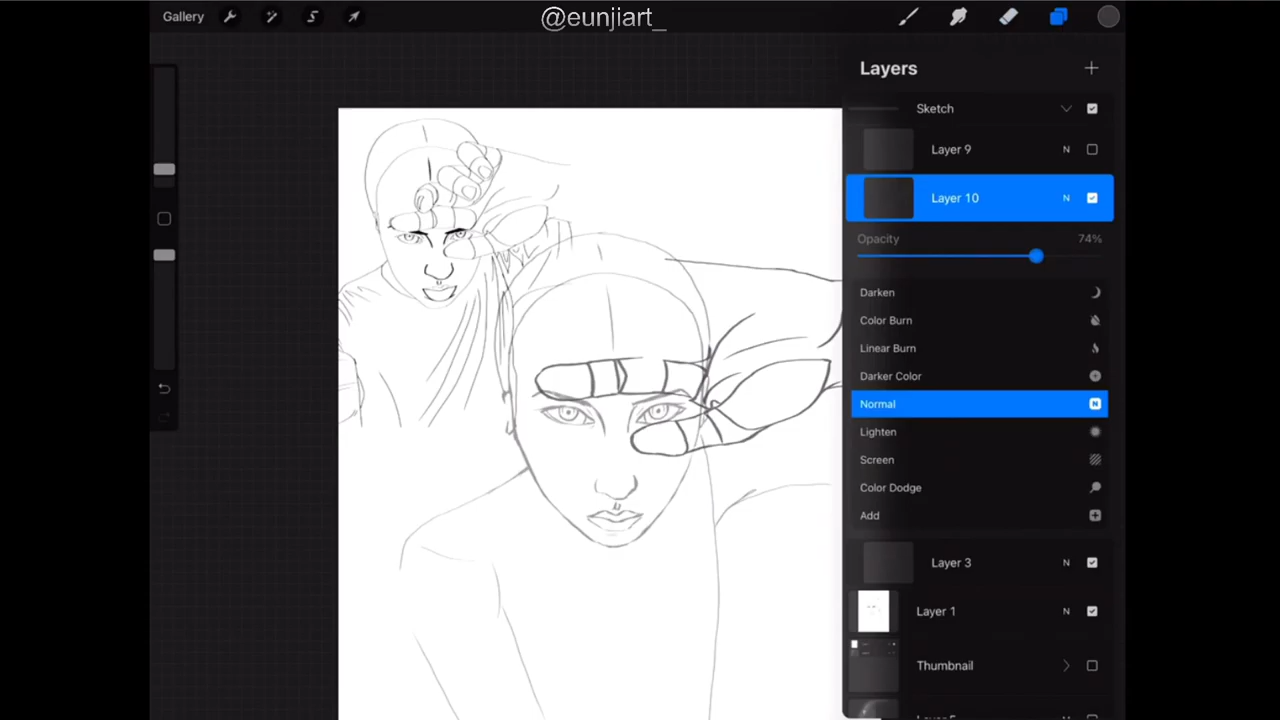 Gallery
@eunjiart_
Layers
Sketch
Layer 9 N
Layer 10 N
Opacity 74%
Darken
Color Burn
Linear Burn
Darker Color
Normal N
Lighten
Screen
Color Dodge
Add
Layer 3 N
Layer 1 N
Thumbnail